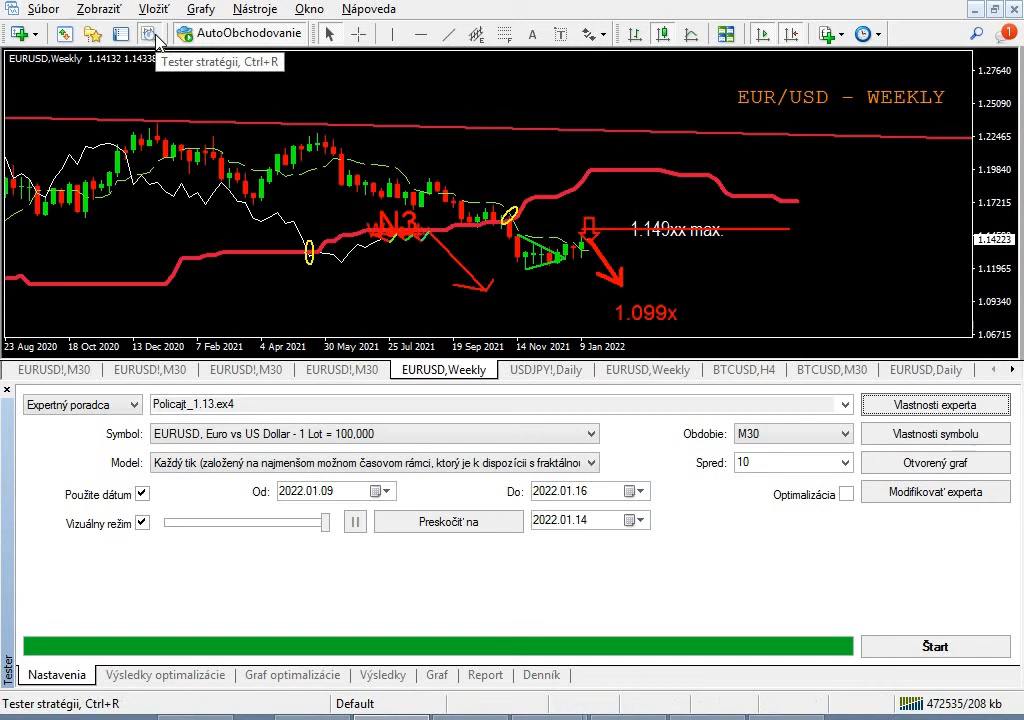 Súbor Zobraziť Vložiť Grafy Nástroje Okno Nápoveda
AutoObchodovanie
A T 1
Tester stratégii, Ctrl+R
EURUSD,Weekly 1.14132 1.1433
EUR/USD - WEEKLY
1.27640
1.25090
1.22465
1.19840
1.17215
1.14223
1.11965
1.09340
1.06715
N3
1.149xx max.
1.099x
23 Aug 2020 18 Oct 2020 13 Dec 2020 7 Feb 2021 4 Apr 2021 30 May 2021 25 Jul 2021 19 Sep 2021 14 Nov 2021 9 Jan 2022
EURUSD!,M30 EURUSD!,M30 EURUSD!,M30 EURUSD!,M30 EURUSD,Weekly USDJPY!,Daily EURUSD,Weekly BTCUSD,H4 BTCUSD,M30 EURUSD,Daily
Expertný poradca Policajt_1.13.ex4 Vlastnosti experta
Symbol: EURUSD, Euro vs US Dollar - 1 Lot = 100,000 Obdobie: M30 Vlastnosti symbolu
Model: Každý tik (založený na najmenšom možnom časovom rámci, ktorý je k dispozícii s fraktálnou Spred: 10 Otvorený graf
Použite dátum Od: 2022.01.09 Do: 2022.01.16 Optimalizácia Modifikovať experta
Vizuálny režim Preskočiť na 2022.01.14
Štart
Tester
Nastavenia Výsledky optimalizácie Graf optimalizácie Výsledky Graf Report Denník
Tester stratégii, Ctrl+R Default 472535/208 kb